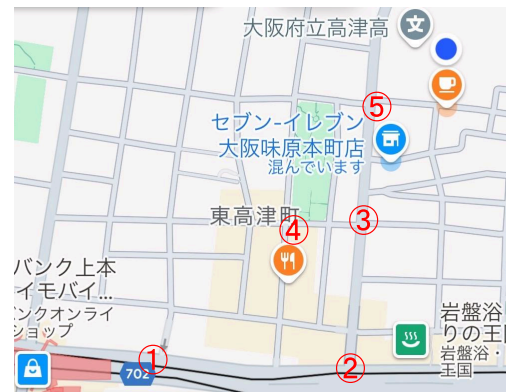 大阪府立高津高
文
⑤
セブン-イレブン
大阪味原本町店
混んでいます
③
東高津町
④
バンク上本
イモバイ...
ンクオンライ
ショップ
岩盤浴
りの王国
岩盤浴・
王国
①
702
②